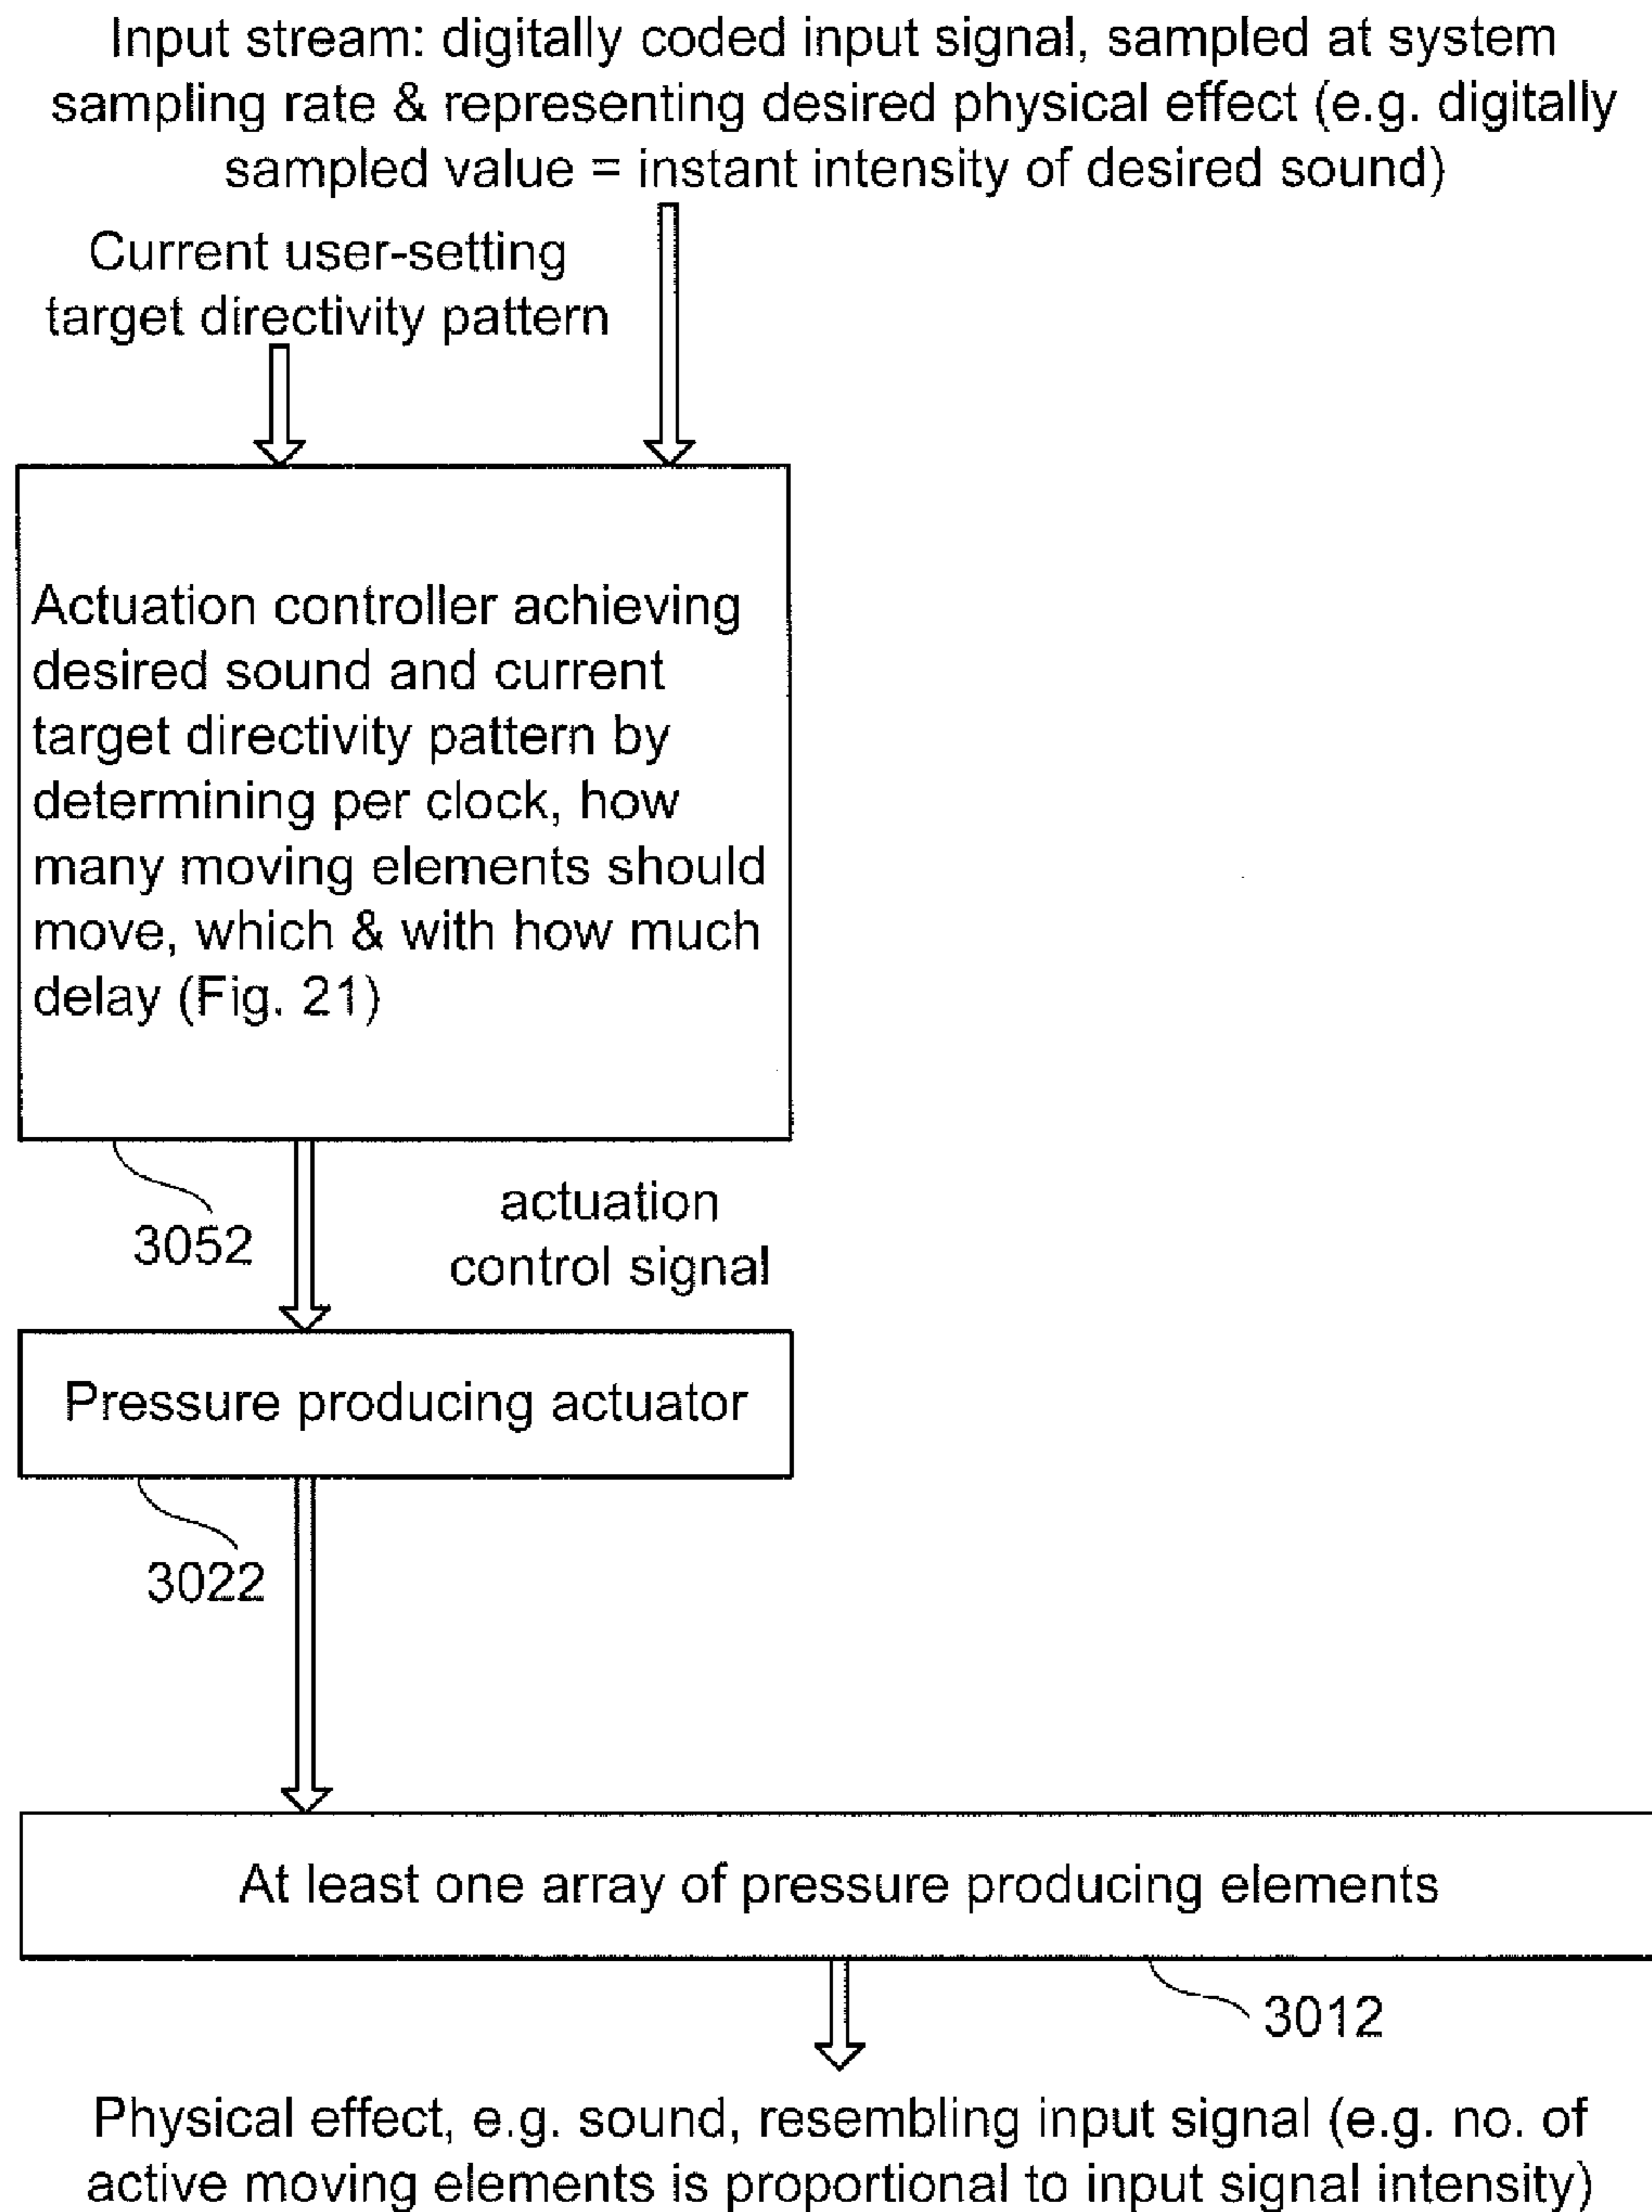 Input stream: digitally coded input signal, sampled at system
sampling rate & representing desired physical effect (e.g. digitally
sampled value = instant intensity of desired sound)
Current user-setting
target directivity pattern
Actuation controller achieving
desired sound and current
target directivity pattern by
determining per clock, how
many moving elements should
move, which & with how much
delay (Fig. 21)
3052
actuation
control signal
Pressure producing actuator
3022
At least one array of pressure producing elements
3012
Physical effect, e.g. sound, resembling input signal (e.g. no. of
active moving elements is proportional to input signal intensity)